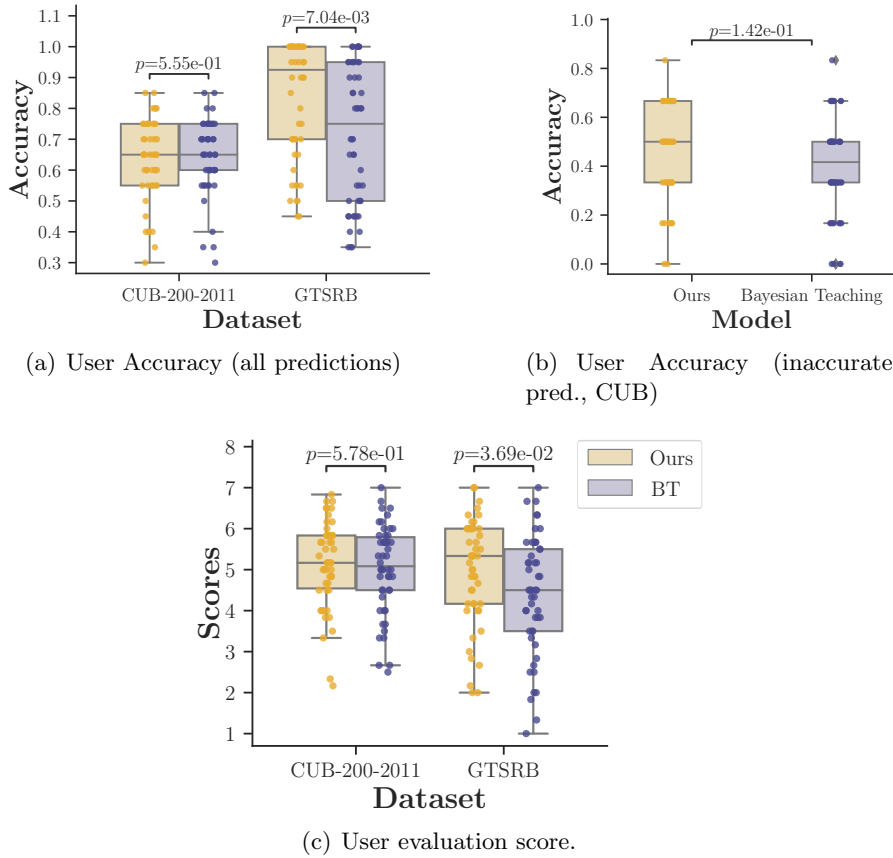 1.1
1.0
0.9
0.8
0.7
0.6
0.5
0.4
0.3
Accuracy
p=5.55e-01
p=7.04e-03
CUB-200-2011
GTSRB
Dataset
(a) User Accuracy (all predictions)
1.0
0.8
0.6
0.4
0.2
0.0
Accuracy
p=1.42e-01
Ours
Bayesian Teaching
Model
(b) User Accuracy (inaccurate
pred., CUB)
8
7
6
5
4
3
2
1
Scores
p=5.78e-01
p=3.69e-02
Ours
BT
CUB-200-2011
GTSRB
Dataset
(c) User evaluation score.